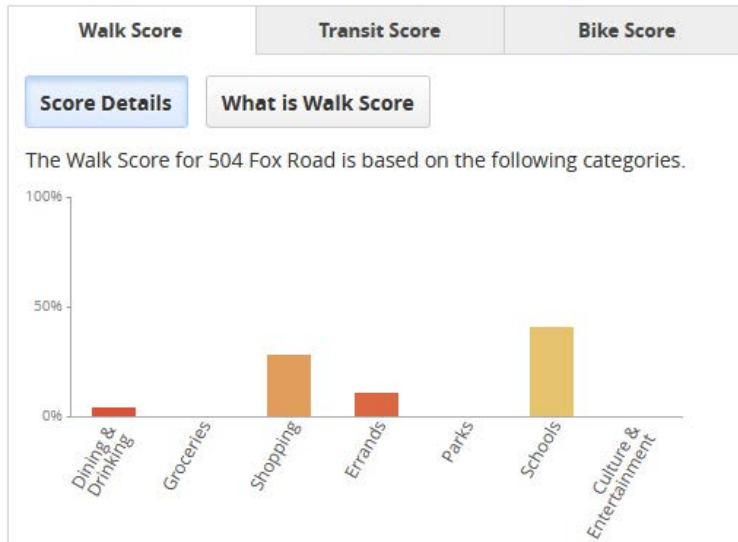 Walk Score
Transit Score
Bike Score
Score Details
What is Walk Score
The Walk Score for 504 Fox Road is based on the following categories.
100%
50%
0%
Dining &
Drinking
Groceries
Shopping
Errands
Parks
Schools
Culture &
Entertainment